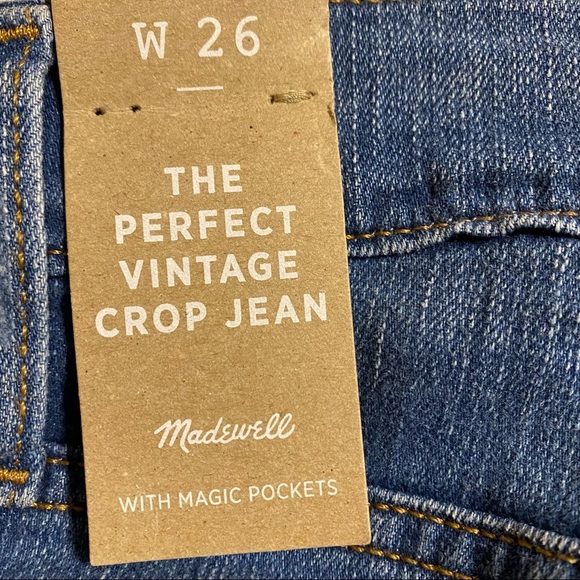 W 26
THE
PERFECT
VINTAGE
CROP JEAN
Madewell
WITH MAGIC POCKETS